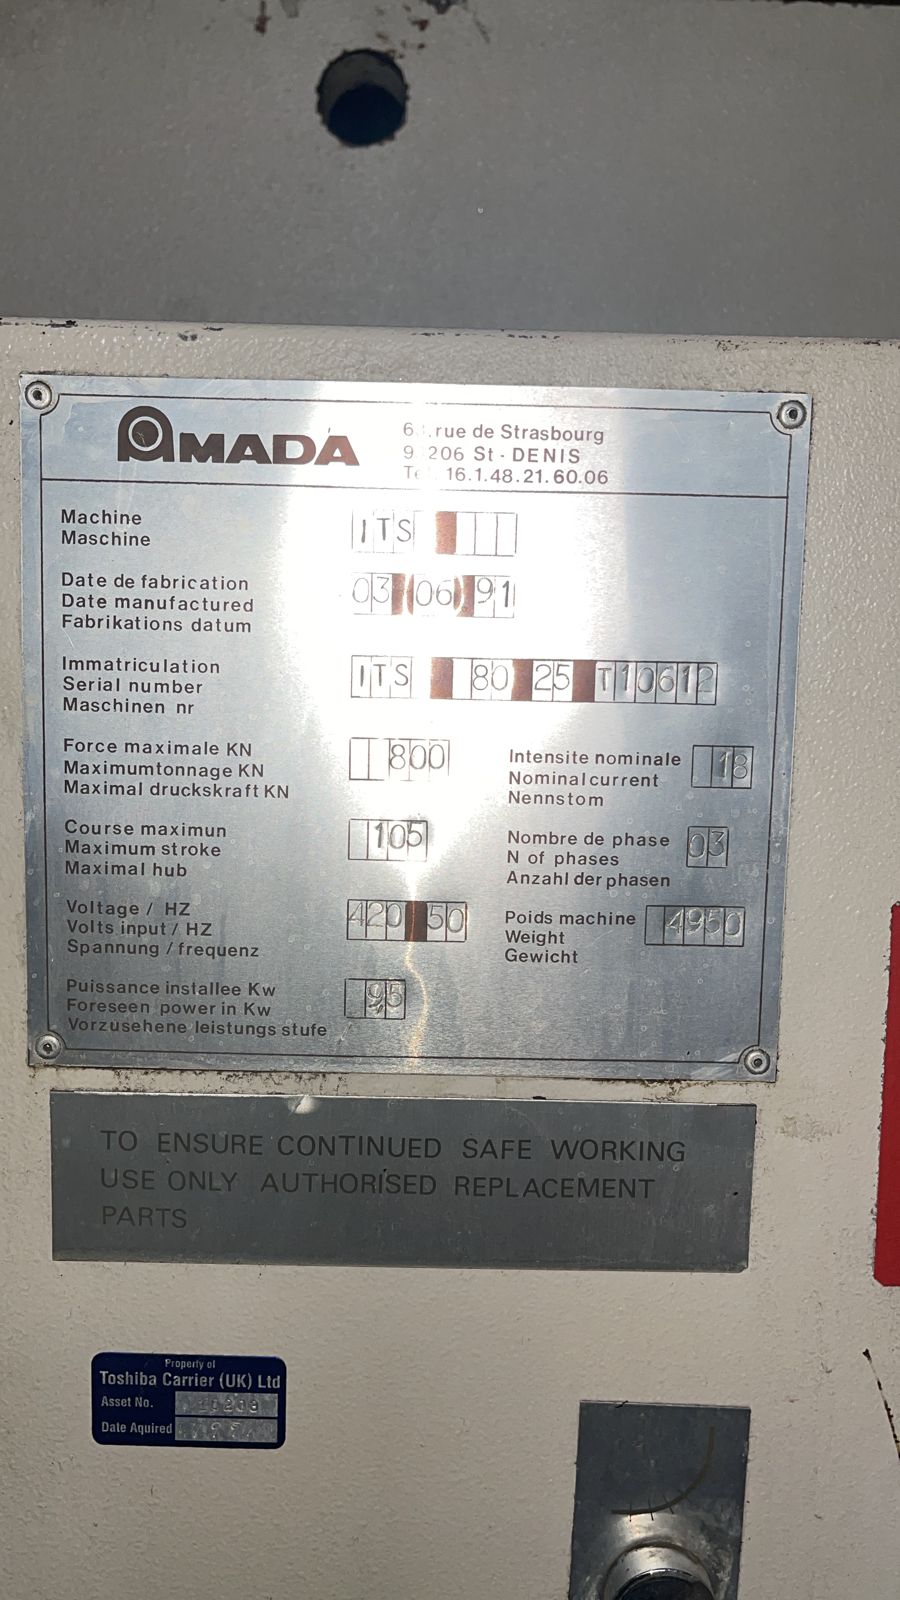 AMADA
rue de Strasbourg
206 St - DENIS
16.1.48.21.60.06
Machine
Maschine
ITS
Date de fabrication
Date manufactured
Fabrikations datum
03 06 91
Immatriculation
Serial number
Maschinen nr
ITS 80 25 T10612
Force maximale KN
Maximumtonnage KN
Maximal druckskraft KN
800
Intensite nominale
Nominal current
Nennstom
18
Course maximun
Maximum stroke
Maximal hub
105
Nombre de phase
N of phases
Anzahl der phasen
03
Voltage / HZ
Volts input / HZ
Spannung / frequenz
420 50
Poids machine
Weight
Gewicht
4950
Puissance installee Kw
Foreseen power in Kw
Vorzusehene leistungs stufe
TO ENSURE CONTINUED SAFE WORKING
USE ONLY AUTHORISED REPLACEMENT
PARTS
Property of
Toshiba Carrier (UK) Ltd
Asset No.
Date Aquired